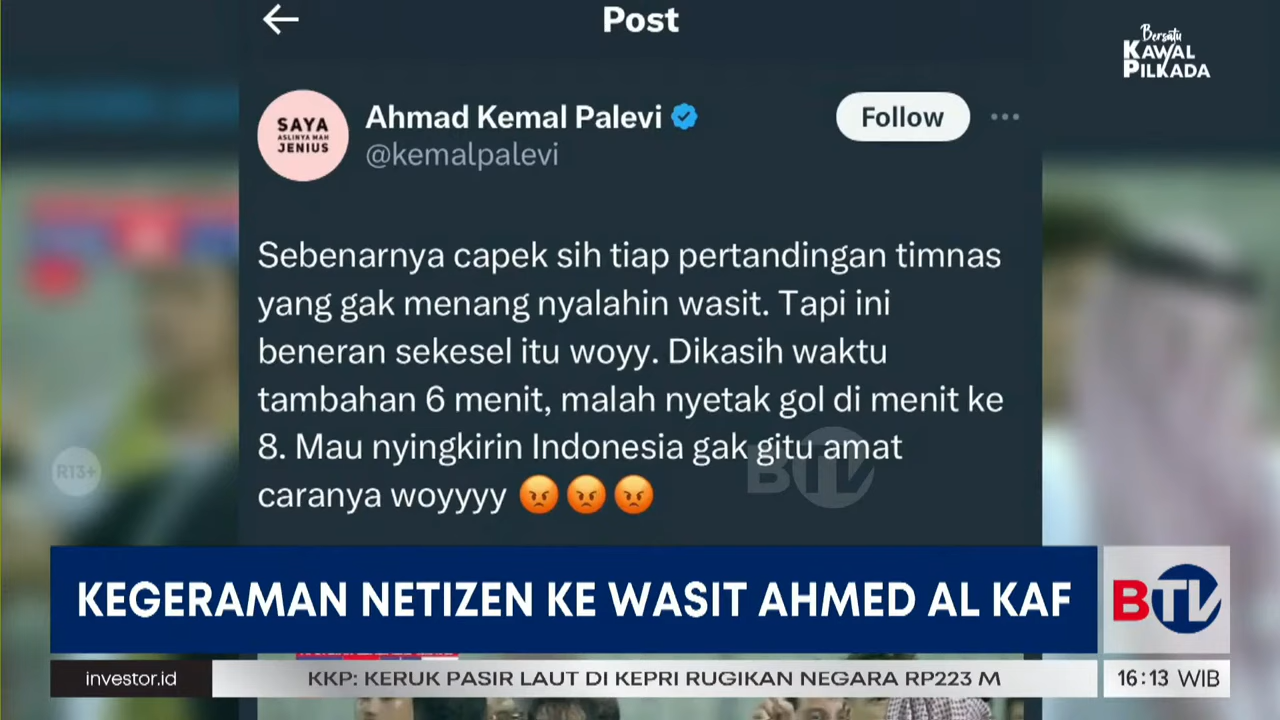 Post
Bersatu
KAWAL
PILKADA
SAYA
ASLINYA MAH
JENIUS
Ahmad Kemal Palevi
@kemalpalevi
Follow
Sebenarnya capek sih tiap pertandingan timnas
yang gak menang nyalahin wasit. Tapi ini
beneran sekesel itu woyy. Dikasih waktu
tambahan 6 menit, malah nyetak gol di menit ke
8. Mau nyingkirin Indonesia gak gitu amat
caranya woyyyy 😡😡😡
R13+
BTV
KEGERAMAN NETIZEN KE WASIT AHMED AL KAF
BTV
investor.id
KKP: KERUK PASIR LAUT DI KEPRI RUGIKAN NEGARA RP223 M
16:13 WIB